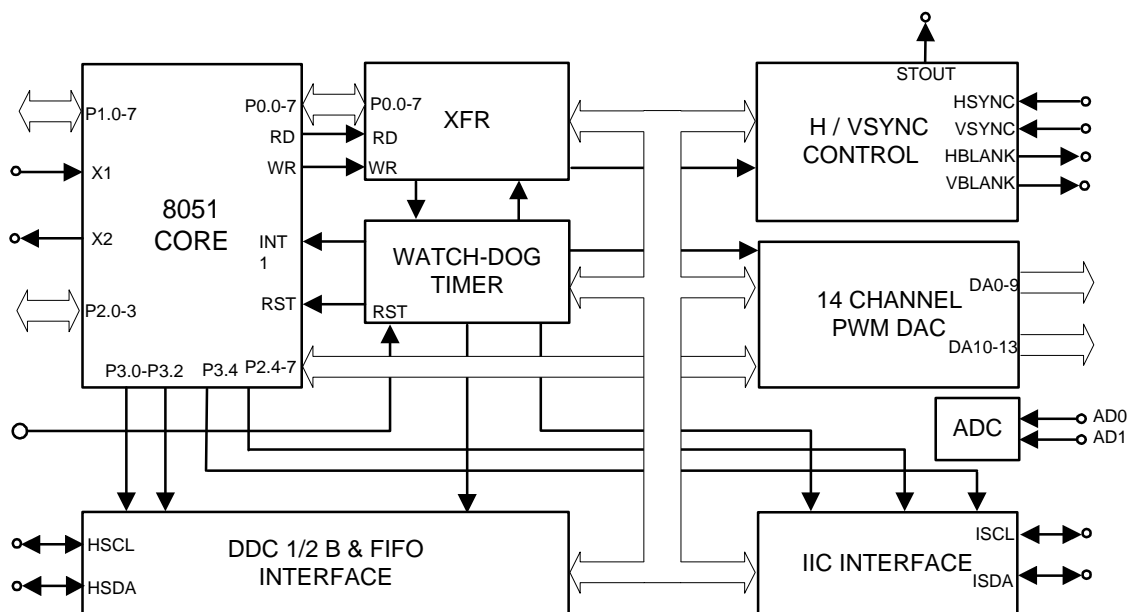 STOUT
P1.0-7
P0.0-7
P0.0-7
XFR
HSYNC
RD
RD
H / VSYNC
CONTROL
VSYNC
WR
WR
HBLANK
X1
VBLANK
8051
CORE
X2
INT
1
WATCH-DOG
TIMER
RST
RST
P2.0-3
14 CHANNEL
PWM DAC
DA0-9
DA10-13
P3.0-P3.2
P3.4
P2.4-7
ADC
AD0
AD1
HSCL
HSDA
DDC 1/2 B & FIFO
INTERFACE
IIC INTERFACE
ISCL
ISDA